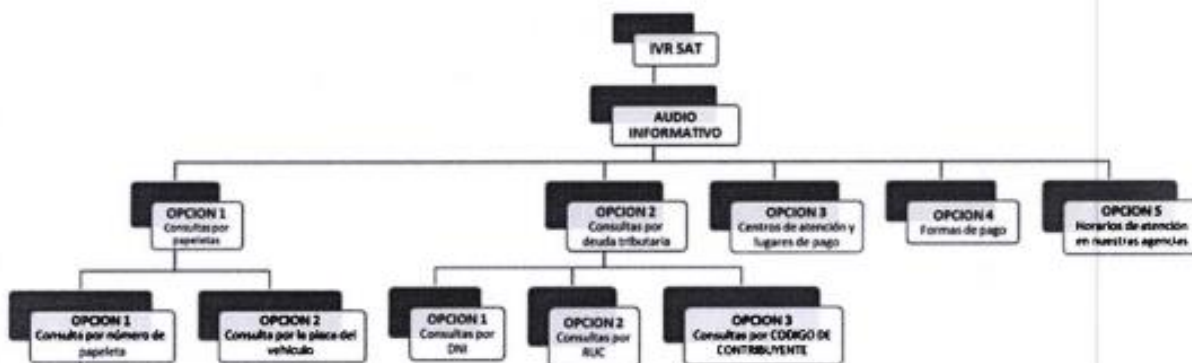 IVR SAT
AUDIO
INFORMATIVO
OPCION 1
Consultas por
papeletas
OPCION 2
Consultas por
deuda tributaria
OPCION 3
Centros de atención y
lugares de pago
OPCION 4
Formas de pago
OPCION 5
Horarios de atención
en nuestras agencias
OPCION 1
Consulta por número de
papeleta
OPCION 2
Consulta por la placa del
vehículo
OPCION 1
Consultas por
DNI
OPCION 2
Consultas por
RUC
OPCION 3
Consultas por CODIGO DE
CONTRIBUYENTE